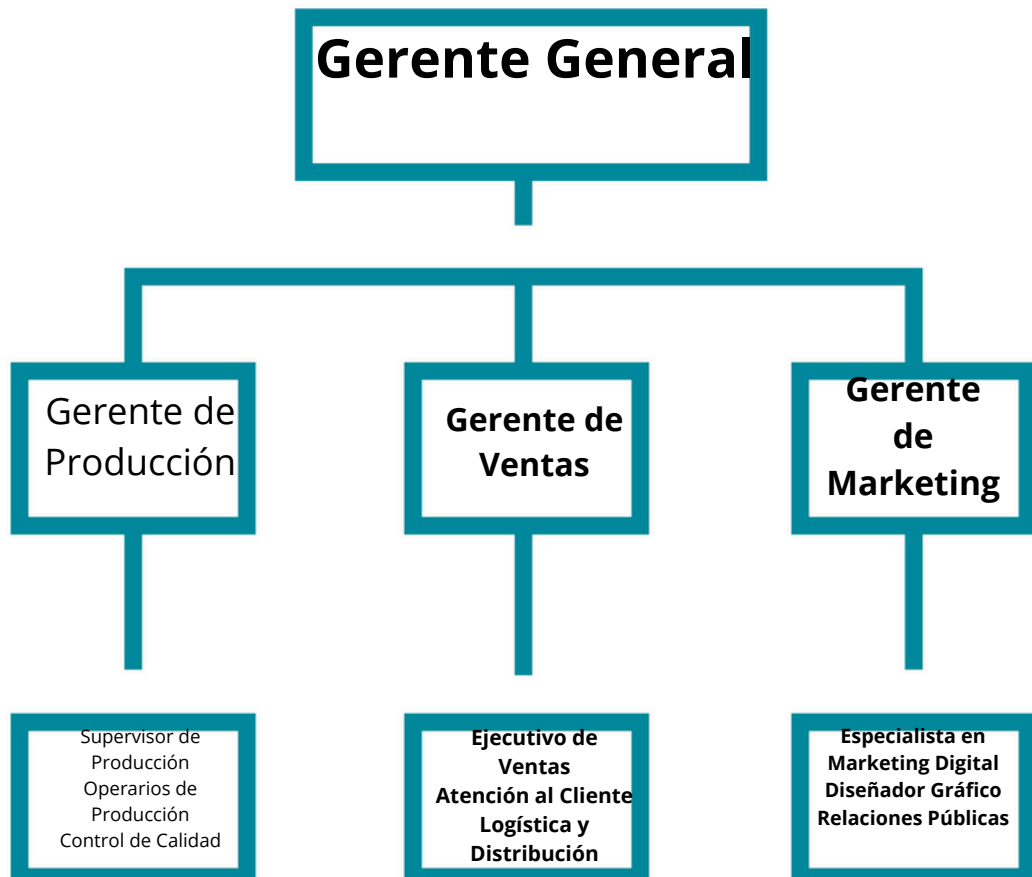 Gerente General
Gerente de
Producción
Gerente de
Ventas
Gerente
de
Marketing
Supervisor de
Producción
Operarios de
Producción
Control de Calidad
Ejecutivo de
Ventas
Atención al Cliente
Logística y
Distribución
Especialista en
Marketing Digital
Diseñador Gráfico
Relaciones Públicas